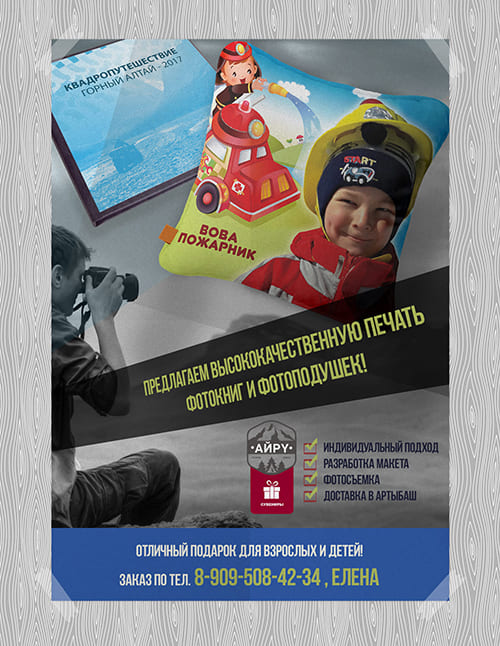 КВАДРОПУТЕШЕСТВИЕ
ГОРНЫЙ АЛТАЙ - 2017
START
ВОВА
ПОЖАРНИК
ПРЕДЛАГАЕМ ВЫСОКОКАЧЕСТВЕННУЮ ПЕЧАТЬ
ФОТОКНИГ И ФОТОПОДУШЕК!
АЙРУ
СУВЕНИРЫ
ИНДИВИДУАЛЬНЫЙ ПОДХОД
РАЗРАБОТКА МАКЕТА
ФОТОСЪЕМКА
ДОСТАВКА В АРТЫБАШ
ОТЛИЧНЫЙ ПОДАРОК ДЛЯ ВЗРОСЛЫХ И ДЕТЕЙ!
ЗАКАЗ ПО ТЕЛ. 8-909-508-42-34 , ЕЛЕНА